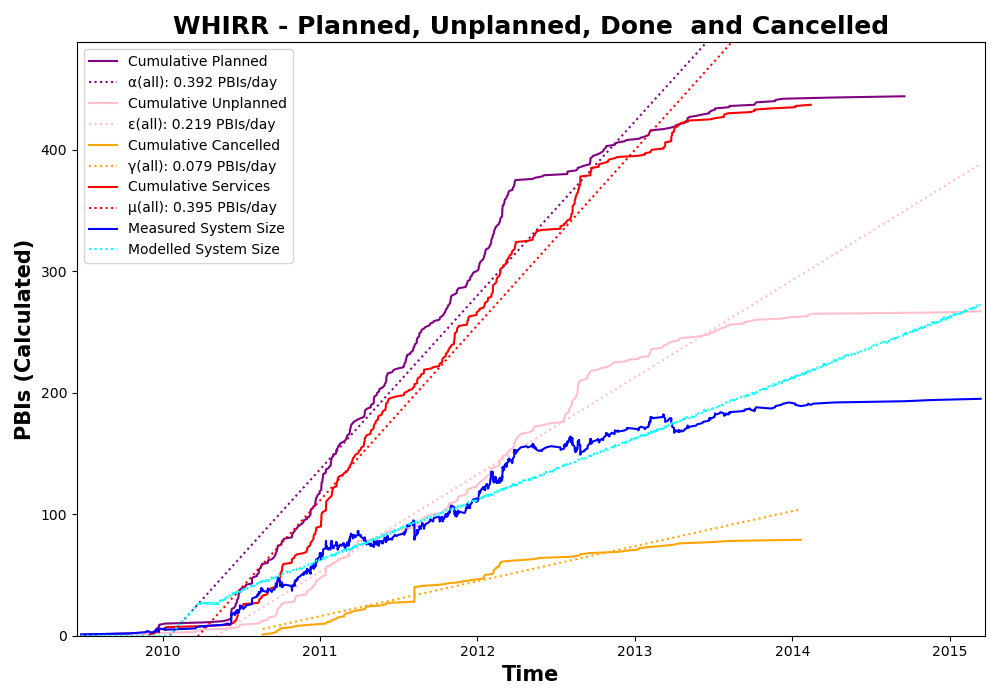 WHIRR - Planned, Unplanned, Done  and Cancelled
Cumulative Planned
α(all): 0.392 PBIs/day
Cumulative Unplanned
ε(all): 0.219 PBIs/day
Cumulative Cancelled
γ(all): 0.079 PBIs/day
Cumulative Services
μ(all): 0.395 PBIs/day
Measured System Size
Modelled System Size
PBIs (Calculated)
400
300
200
100
0
2010 2011 2012 2013 2014 2015
Time